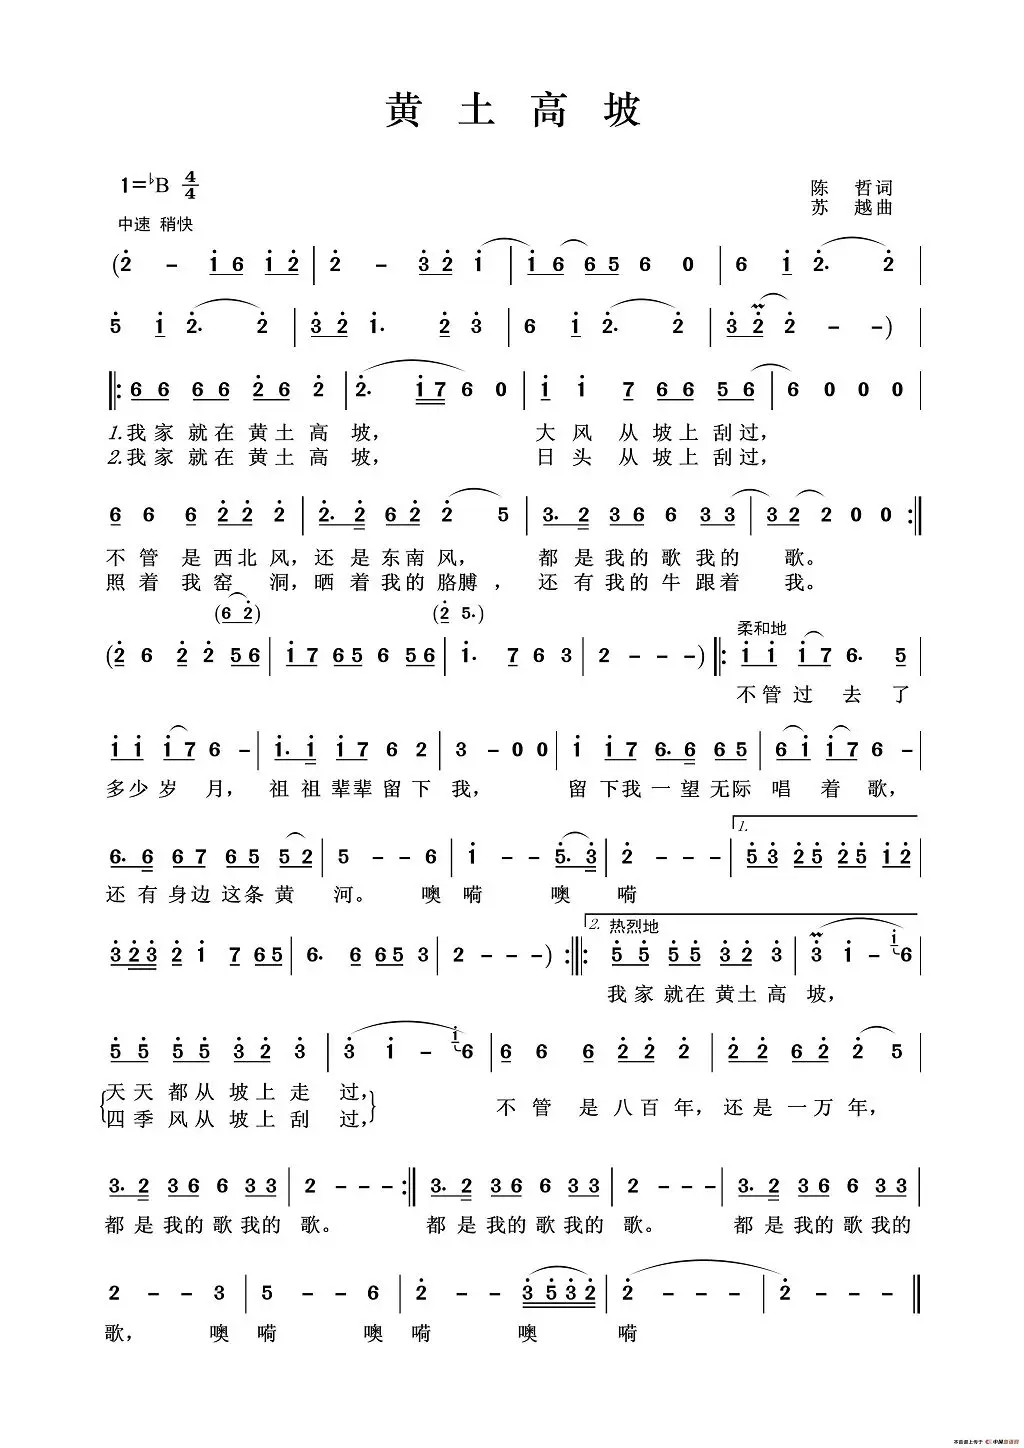 黄土高坡
1=♭B 4/4
陈哲词
苏越曲
中速 稍快
(2̇ - 1̇ 6 1̇ 2̇ | 2̇ - 3̇ 2̇ 1̇ | 1̇ 6 6 5 6 0 | 6 1̇ 2̇. 2̇ |
5̇ 1̇ 2̇. 2̇ | 3̇ 2̇ 1̇. 2̇ 3̇ | 6 1̇ 2̇. 2̇ | 3̇ 2̇ 2̇ - -) |
‖: 6 6 6 6 2̇ 6 2̇ | 2̇. 1̇ 7 6 0 | 1̇ 1̇ 7 6 6 5 6 | 6 0 0 0 |
1.我家就在黄土高坡， 大风从坡上刮过，
2.我家就在黄土高坡， 日头从坡上刮过，
6 6 6 2̇ 2̇ 2̇ | 2̇. 2̇ 6 2̇ 2̇ 5 | 3. 2 3 6 6 3 3 | 3 2 2 0 0 :‖
不管是西北风，还是东南风， 都是我的歌我的歌。
照着我窑洞，晒着我的胳膊， 还有我的牛跟着我。
(6 2̇) (2̇ 5.)
柔和地
(2̇ 6 2̇ 2̇ 5 6 | 1̇ 7 6 5 6 5 6 | 1̇. 7 6 3 | 2 - - -) ‖: 1̇ 1̇ 1̇ 7 6. 5̇ |
不管过去了
1̇ 1̇ 1̇ 7 6 - | 1̇. 1̇ 1̇ 7 6 2 | 3 - 0 0 | 1̇ 1̇ 7 6. 6 6 5 | 6 1̇ 1̇ 7 6 - |
多少岁月， 祖祖辈辈留下我， 留下我一望无际唱着歌，
1.
6. 6 6 7 6 5 5 2 | 5 - - 6 | 1̇ - - 5̇. 3̇ | 2̇ - - - | 5̇ 3̇ 2̇ 5̇ 2̇ 5̇ 1̇ 2̇ |
还有身边这条黄河。 噢嗬噢嗬
2. 热烈地
3̇ 2̇ 3̇ 2̇ 1̇ 7 6 5 | 6. 6 6 5 3 | 2 - - -) :‖: 5̇ 5̇ 5̇ 5̇ 3̇ 2̇ 3̇ | 3̇ 1̇ - 1̇ 6 |
我家就在黄土高坡，
5̇ 5̇ 5̇ 5̇ 3̇ 2̇ 3̇ | 3̇ 1̇ - 1̇ 6 | 6 6 6 2̇ 2̇ 2̇ | 2̇ 2̇ 6 2̇ 2̇ 5 |
天天都从坡上走过，
四季风从坡上刮过，
不管是八百年，还是一万年，
3. 2 3 6 6 3 3 | 2 - - - :‖ 3. 2 3 6 6 3 3 | 2 - - - | 3. 2 3 6 6 3 3 |
都是我的歌我的歌。 都是我的歌我的歌。 都是我的歌我的
2 - - 3 | 5 - - 6 | 2̇ - - 3̇ 5̇ 3̇ 2̇ | 2̇ - - - | 2̇ - - - ‖
歌， 噢嗬噢嗬噢嗬